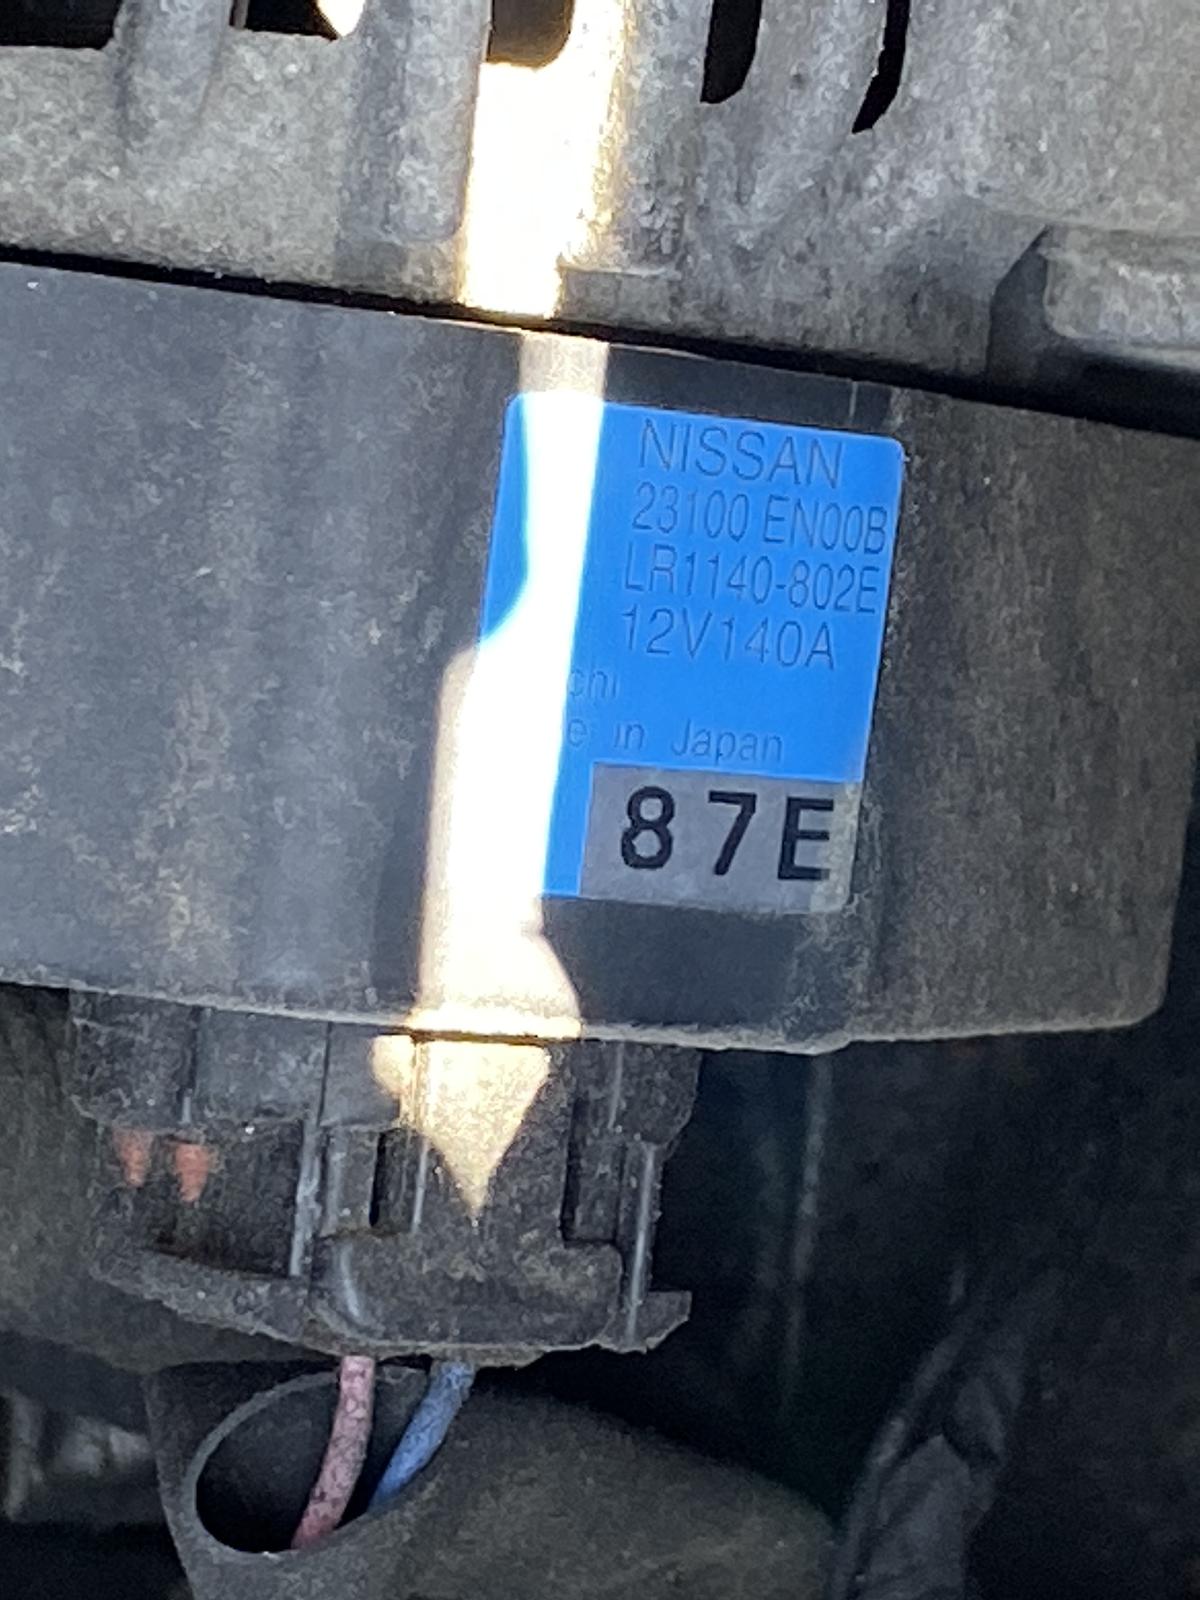 NISSAN
23100 EN00B
LR1140-802E
12V140A
in Japan
87E